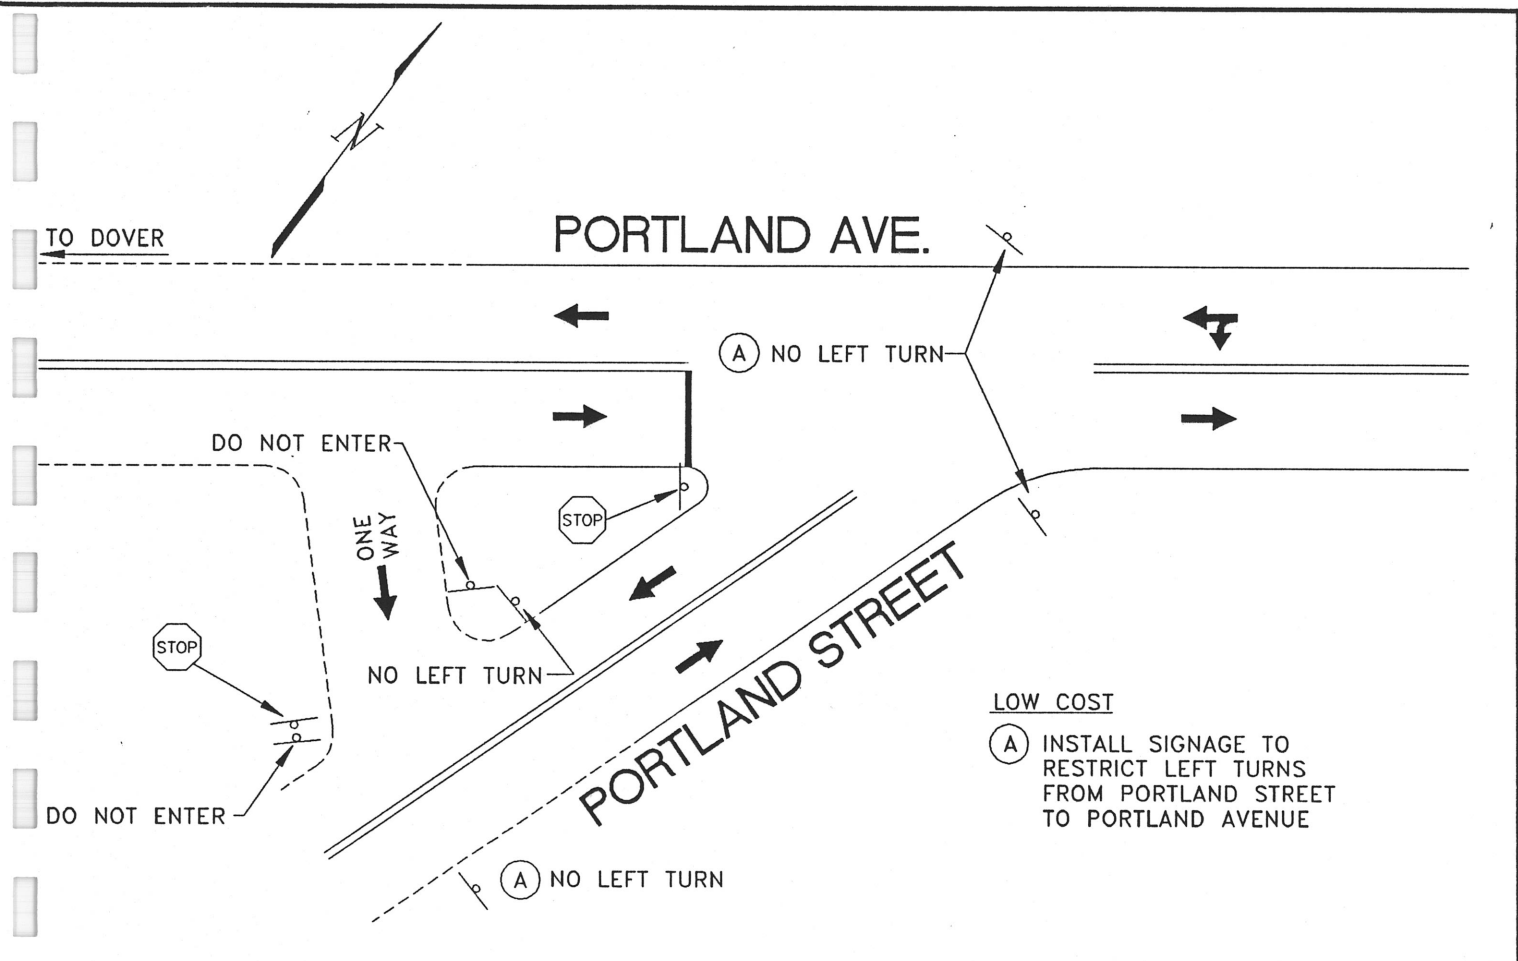 N
TO DOVER
PORTLAND AVE.
A NO LEFT TURN
DO NOT ENTER
STOP
ONE
WAY
STOP
NO LEFT TURN
PORTLAND STREET
DO NOT ENTER
A NO LEFT TURN
LOW COST
A INSTALL SIGNAGE TO
RESTRICT LEFT TURNS
FROM PORTLAND STREET
TO PORTLAND AVENUE